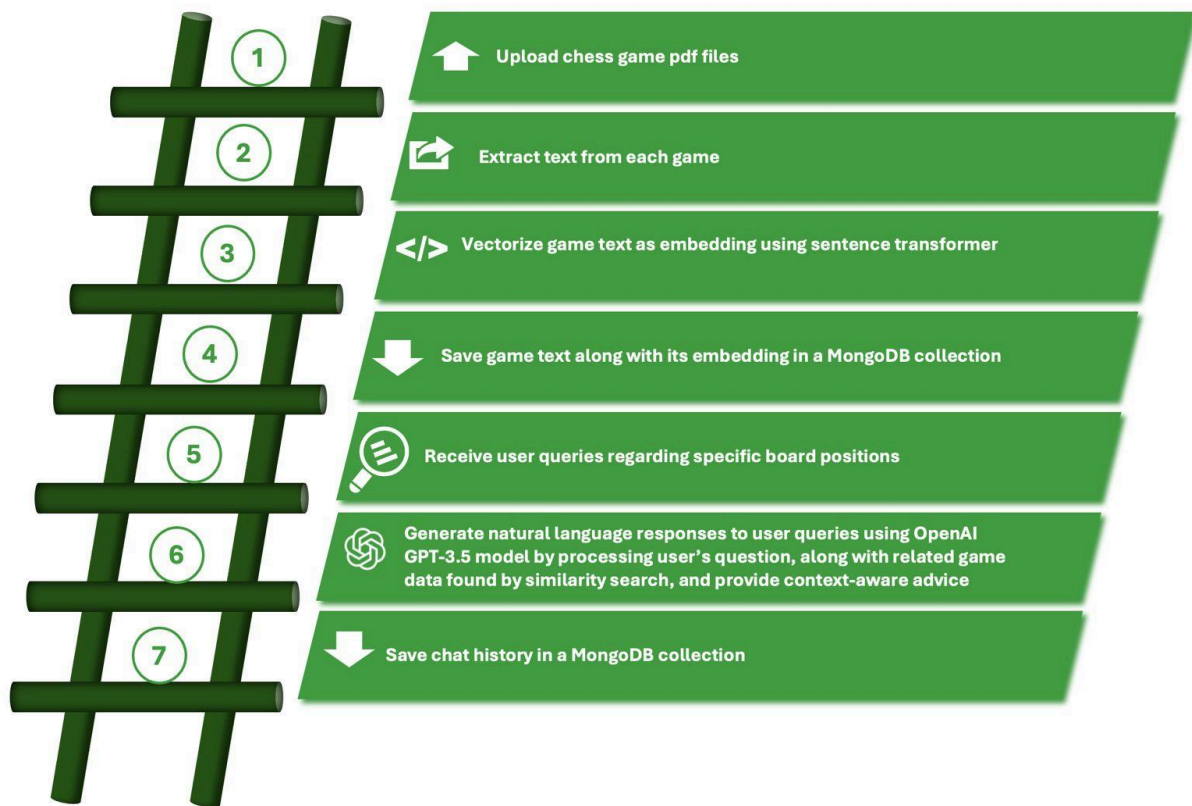 1
Upload chess game pdf files
2
Extract text from each game
3
</> Vectorize game text as embedding using sentence transformer
4
Save game text along with its embedding in a MongoDB collection
5
Receive user queries regarding specific board positions
6
Generate natural language responses to user queries using OpenAI
GPT-3.5 model by processing user’s question, along with related game
data found by similarity search, and provide context-aware advice
7
Save chat history in a MongoDB collection